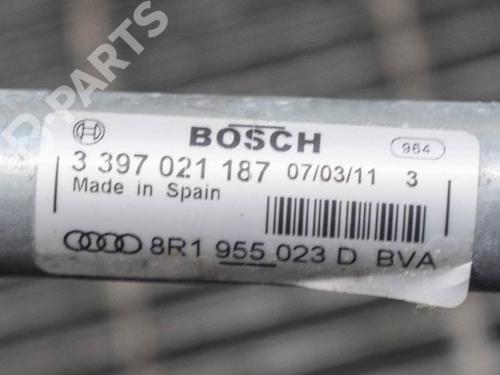 B-PARTS
BOSCH
964
3 397 021 187 07/03/11 3
Made in Spain
8R1 955 023 D BVA